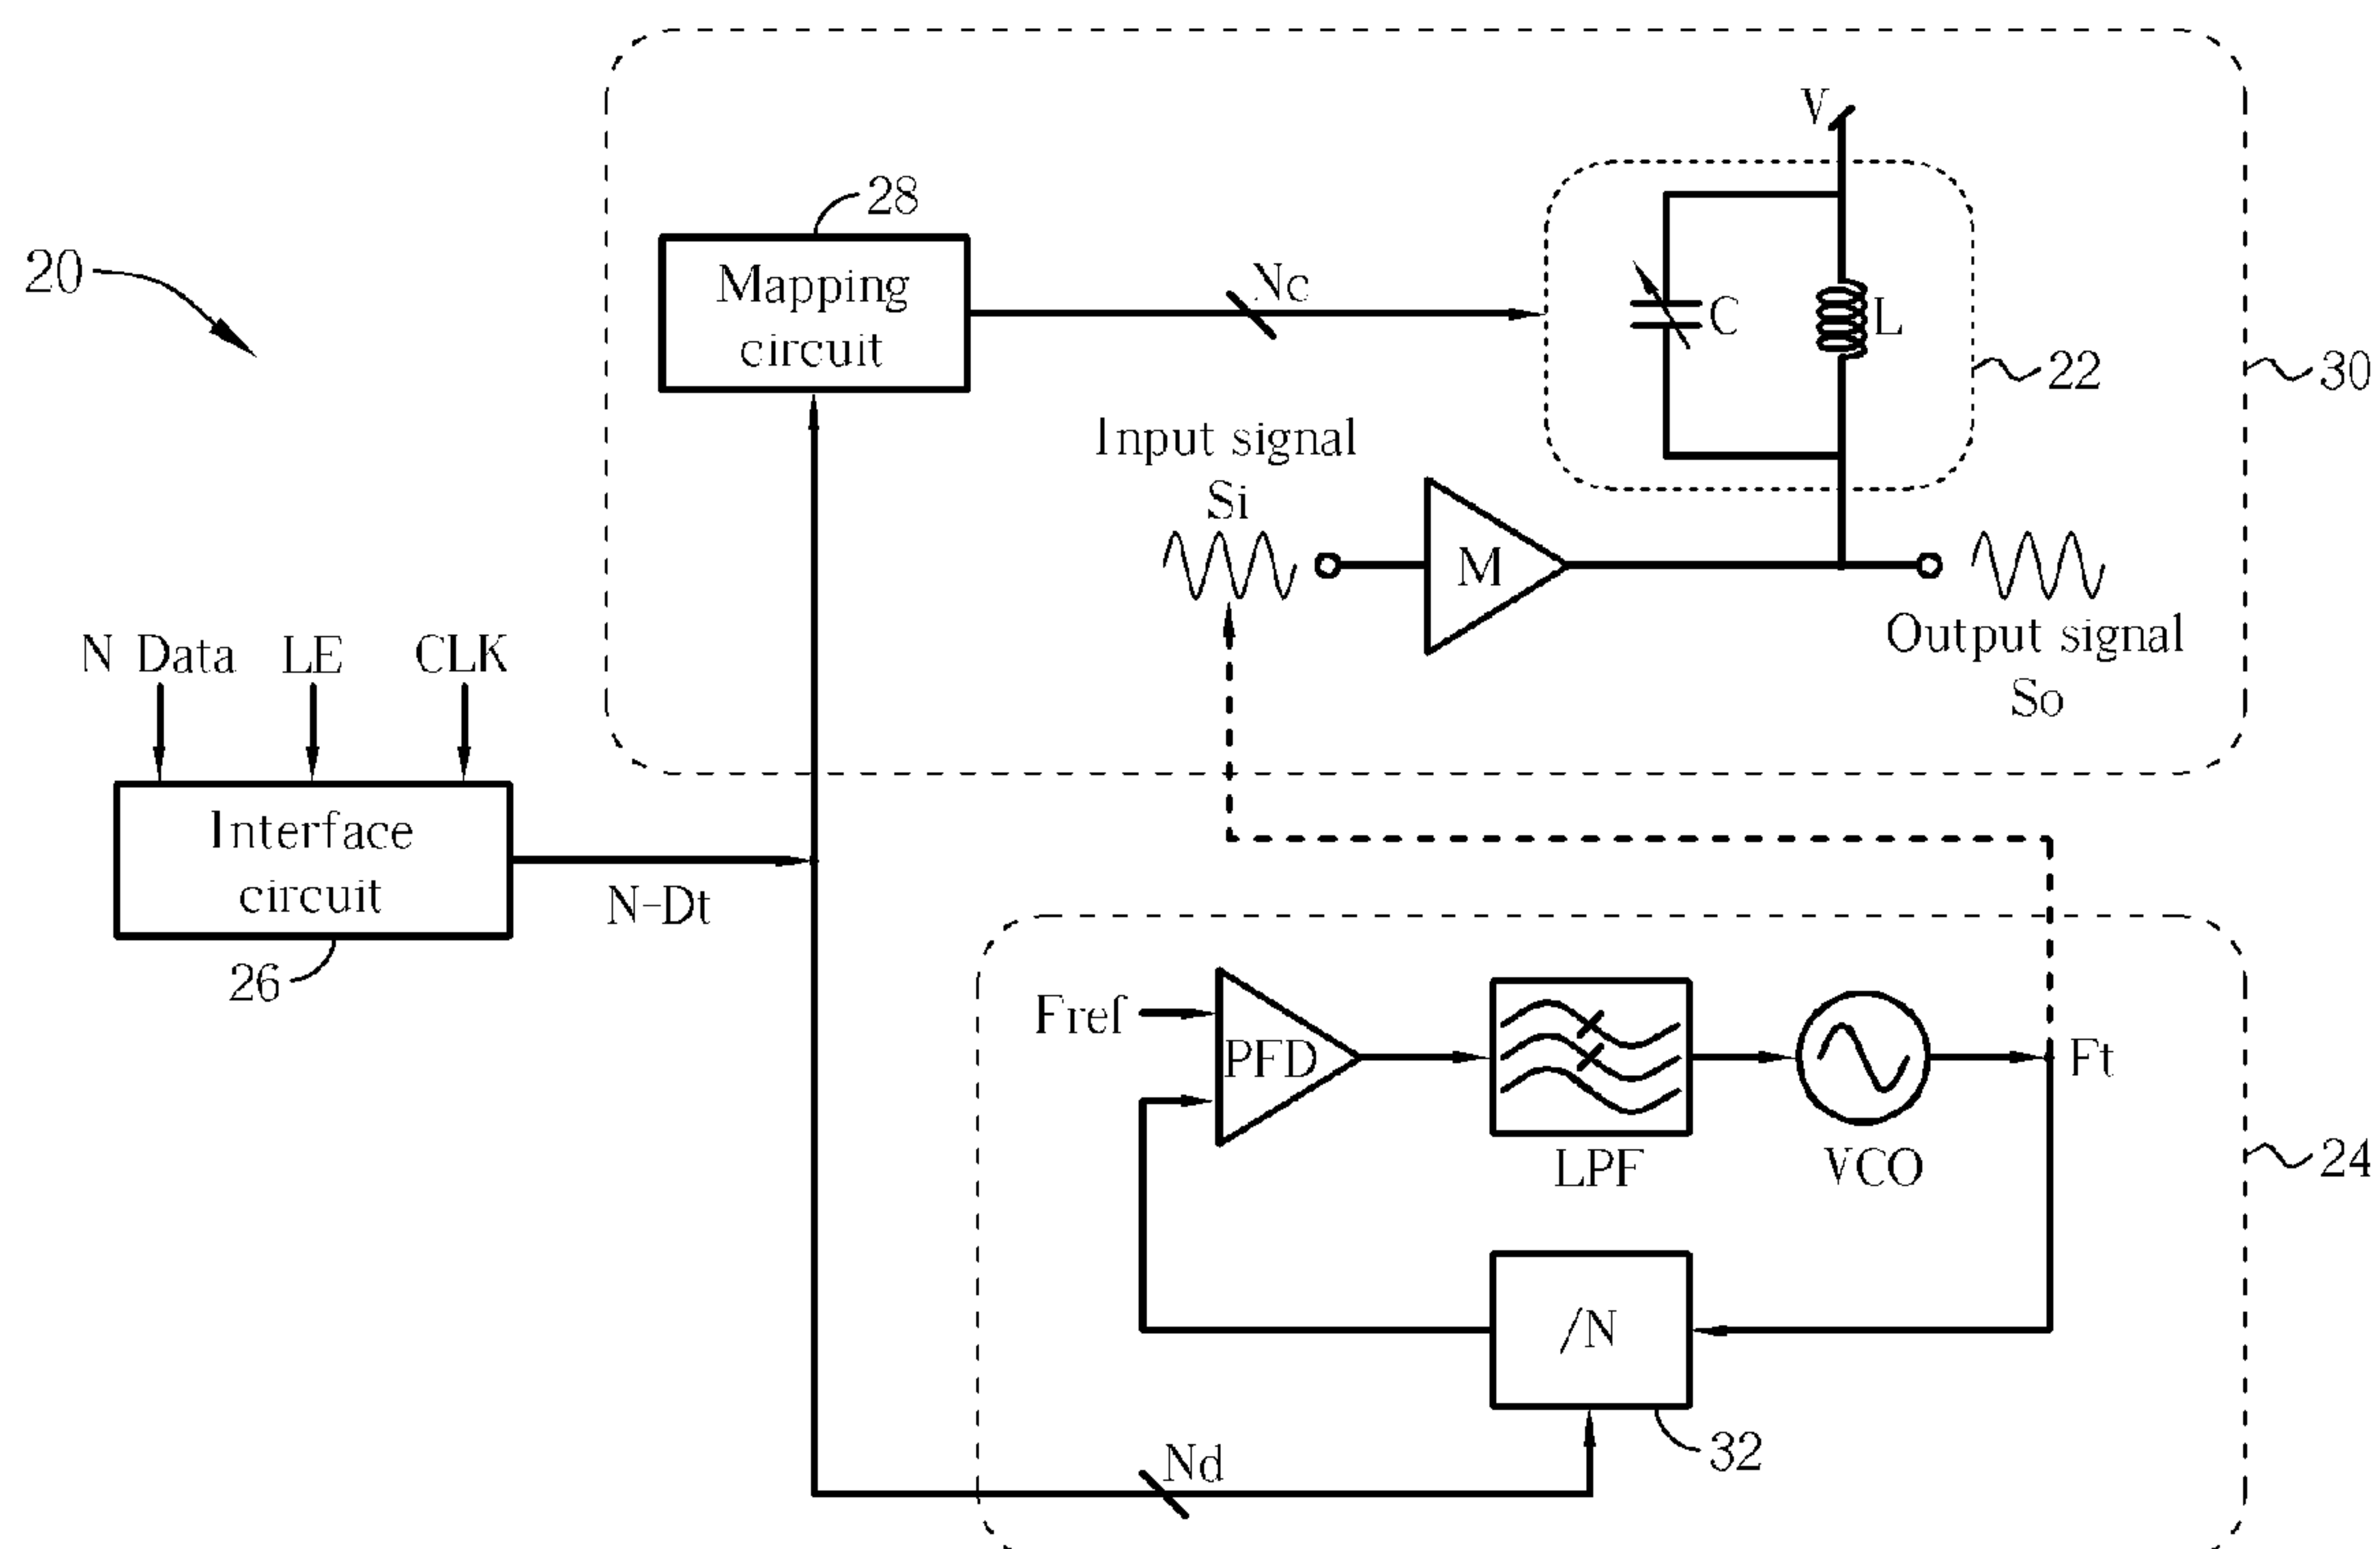 V
28
20
Mapping
circuit
Nc
C
L
22
30
Input signal
Si
M
Output signal
So
N Data
LE
CLK
Interface
circuit
N-Dt
26
Fref
PFD
LPF
VCO
Ft
24
/N
32
Nd